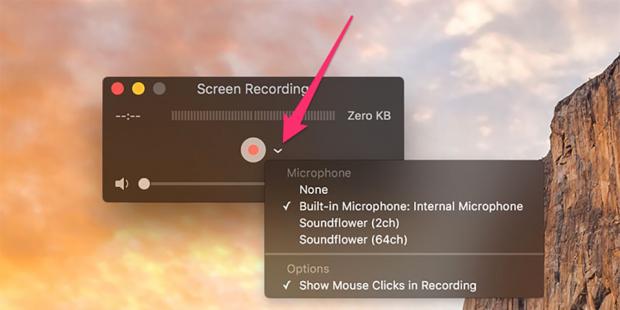 Screen Recording
--:--
Zero KB
Microphone
None
✓ Built-in Microphone: Internal Microphone
Soundflower (2ch)
Soundflower (64ch)
Options
✓ Show Mouse Clicks in Recording